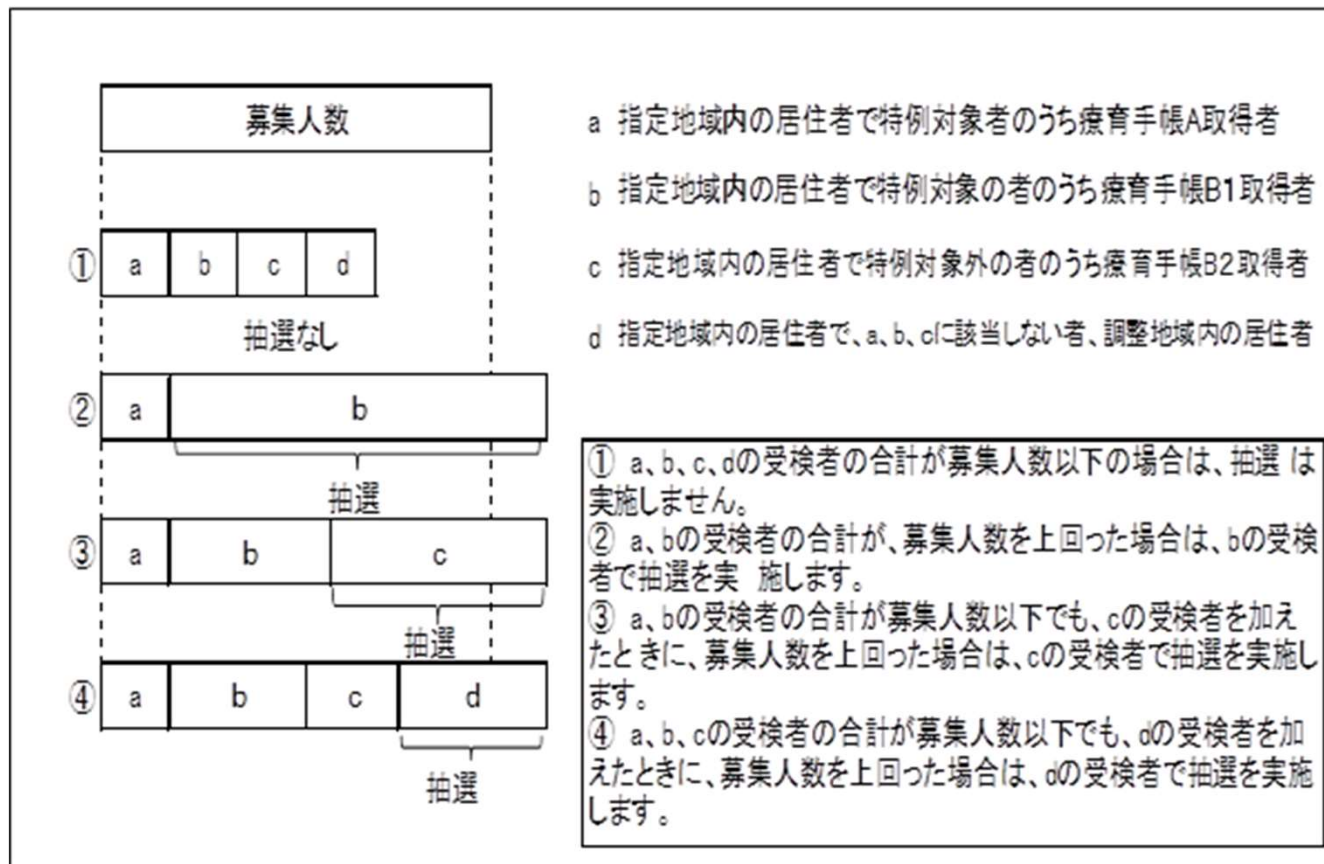 募集人数
a 指定地域内の居住者で特例対象者のうち療育手帳A取得者
b 指定地域内の居住者で特例対象の者のうち療育手帳B1取得者
c 指定地域内の居住者で特例対象外の者のうち療育手帳B2取得者
d 指定地域内の居住者で、a、b、cに該当しない者、調整地域内の居住者
① a b c d
抽選なし
② a b
抽選
③ a b c
抽選
④ a b c d
抽選
① a、b、c、dの受検者の合計が募集人数以下の場合は、抽選 は
実施しません。
② a、bの受検者の合計が、募集人数を上回った場合は、bの受検
者で抽選を実 施します。
③ a、bの受検者の合計が募集人数以下でも、cの受検者を加え
たときに、募集人数を上回った場合は、cの受検者で抽選を実施し
ます。
④ a、b、cの受検者の合計が募集人数以下でも、dの受検者を加
えたときに、募集人数を上回った場合は、dの受検者で抽選を実施
します。